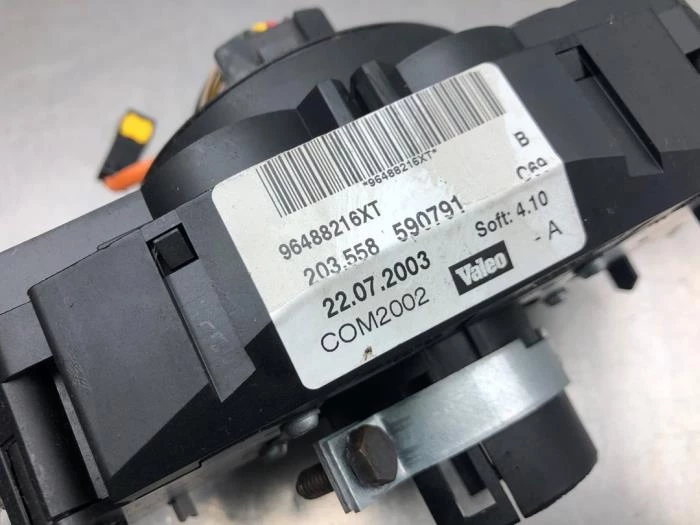 *96488216XT*
96488216XT B
203.558 590791 C69
22.07.2003 Soft: 4.10
COM2002 Valeo - A